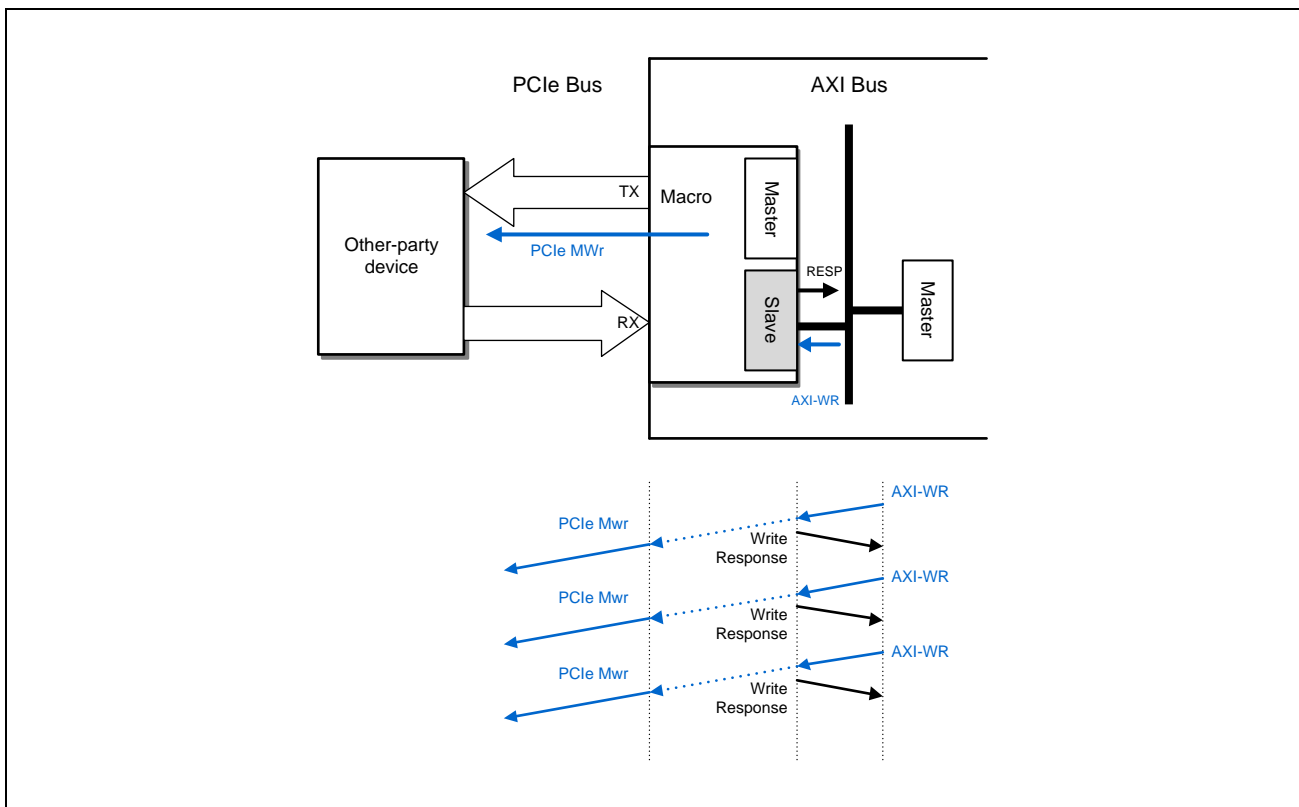 PCIe Bus
AXI Bus
Other-party
device
TX
Macro
Master
PCIe MWr
RESP
Slave
Master
RX
AXI-WR
AXI-WR
PCIe Mwr
Write
Response
AXI-WR
PCIe Mwr
Write
Response
AXI-WR
PCIe Mwr
Write
Response